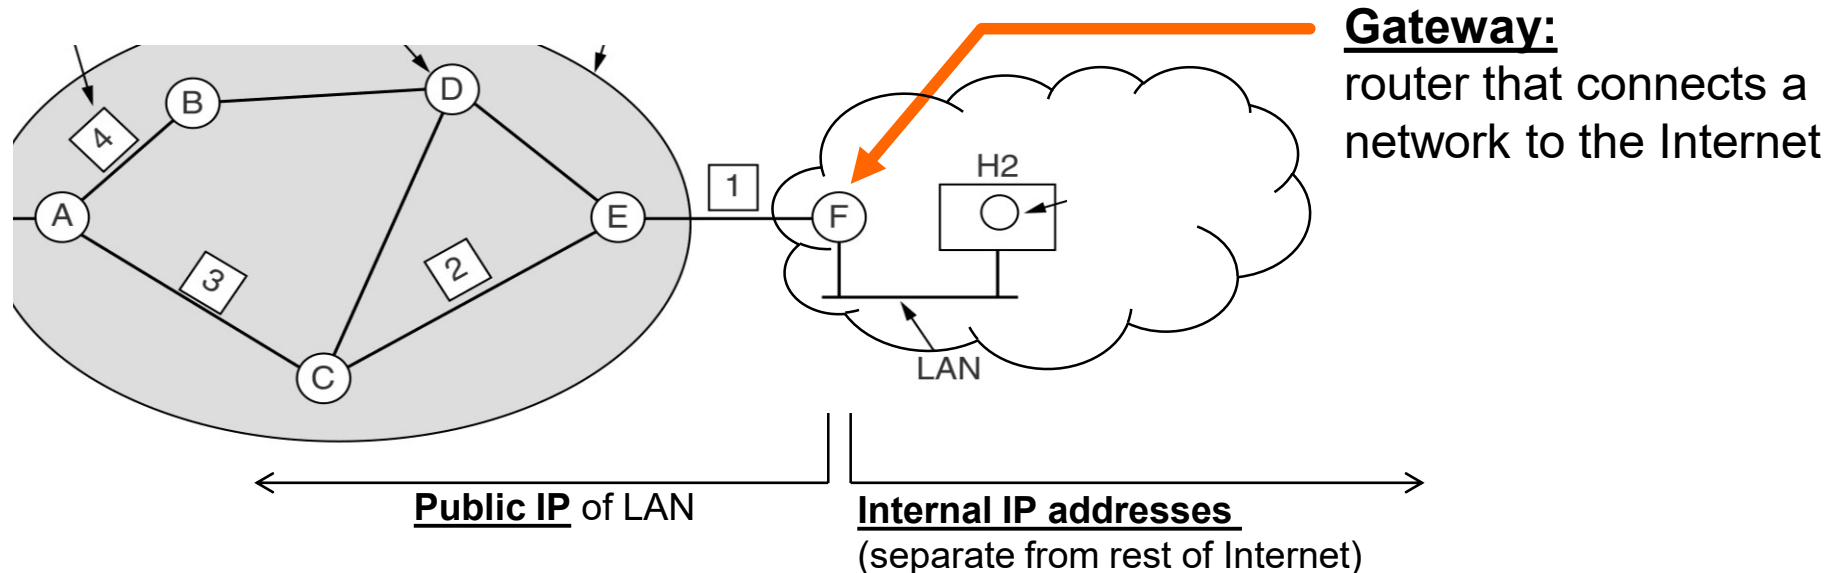 Gateway:
router that connects a
network to the Internet
B
D
4
H2
1
A
E
F
3
2
C
LAN
Public IP of LAN
Internal IP addresses
(separate from rest of Internet)